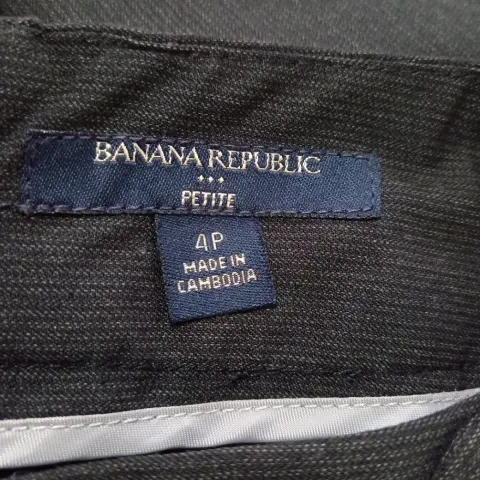 BANANA REPUBLIC
PETITE
4P
MADE IN
CAMBODIA